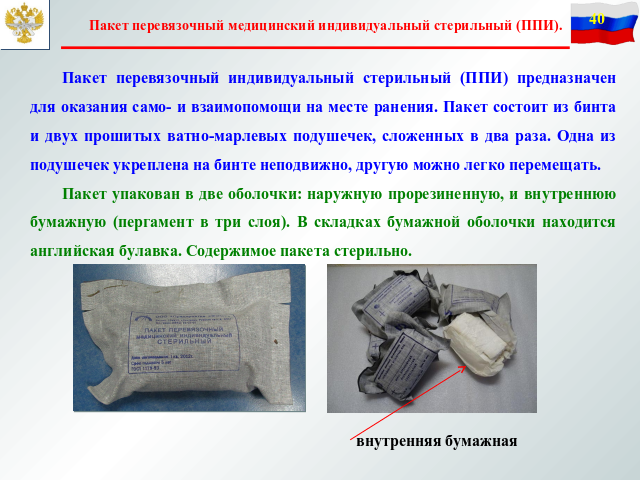 Пакет перевязочный медицинский индивидуальный стерильный (ППИ).
40
Пакет перевязочный индивидуальный стерильный (ППИ) предназначен
для оказания само- и взаимопомощи на месте ранения. Пакет состоит из бинта
и двух прошитых ватно-марлевых подушечек, сложенных в два раза. Одна из
подушечек укреплена на бинте неподвижно, другую можно легко перемещать.
Пакет упакован в две оболочки: наружную прорезиненную, и внутреннюю
бумажную (пергамент в три слоя). В складках бумажной оболочки находится
английская булавка. Содержимое пакета стерильно.
ПАКЕТ ПЕРЕВЯЗОЧНЫЙ
МЕДИЦИНСКИЙ ИНДИВИДУАЛЬНЫЙ
СТЕРИЛЬНЫЙ
внутренняя бумажная